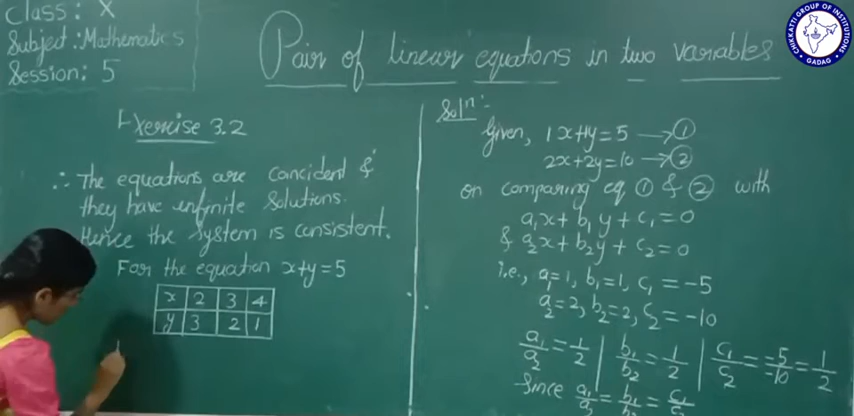 Class: X
Subject: Mathematics
Session: 5
Pair of linear equations in two variables
CHIKKATTI GROUP OF INSTITUTIONS
GADAG
Exercise 3.2
∴ The equations are coincident &
they have infinite solutions.
Hence the system is consistent.
For the equation x+y=5
x 2 3 4
y 3 2 1
Solⁿ:-
Given, 1x+1y=5 → ①
2x+2y=10 → ②
on comparing eq ① & ② with
a₁x + b₁y + c₁ = 0
& a₂x + b₂y + c₂ = 0
i.e., a₁=1, b₁=1, c₁ = -5
a₂=2, b₂=2, c₂ = -10
a₁/a₂ = 1/2 | b₁/b₂ = 1/2 | c₁/c₂ = -5/-10 = 1/2
Since a₁/a₂ = b₁/b₂ = c₁/c₂